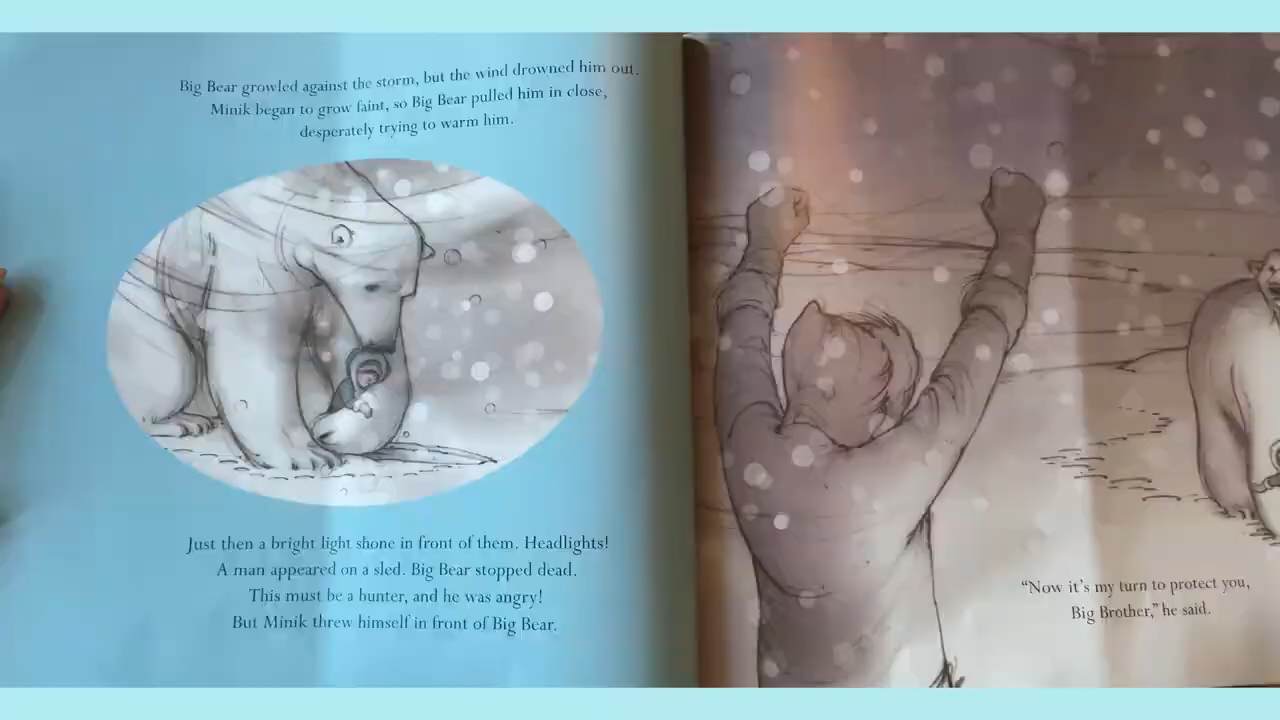 Big Bear growled against the storm, but the wind drowned him out.
Minik began to grow faint, so Big Bear pulled him in close,
desperately trying to warm him.
Just then a bright light shone in front of them. Headlights!
A man appeared on a sled. Big Bear stopped dead.
This must be a hunter, and he was angry!
But Minik threw himself in front of Big Bear.
“Now it’s my turn to protect you,
Big Brother,” he said.